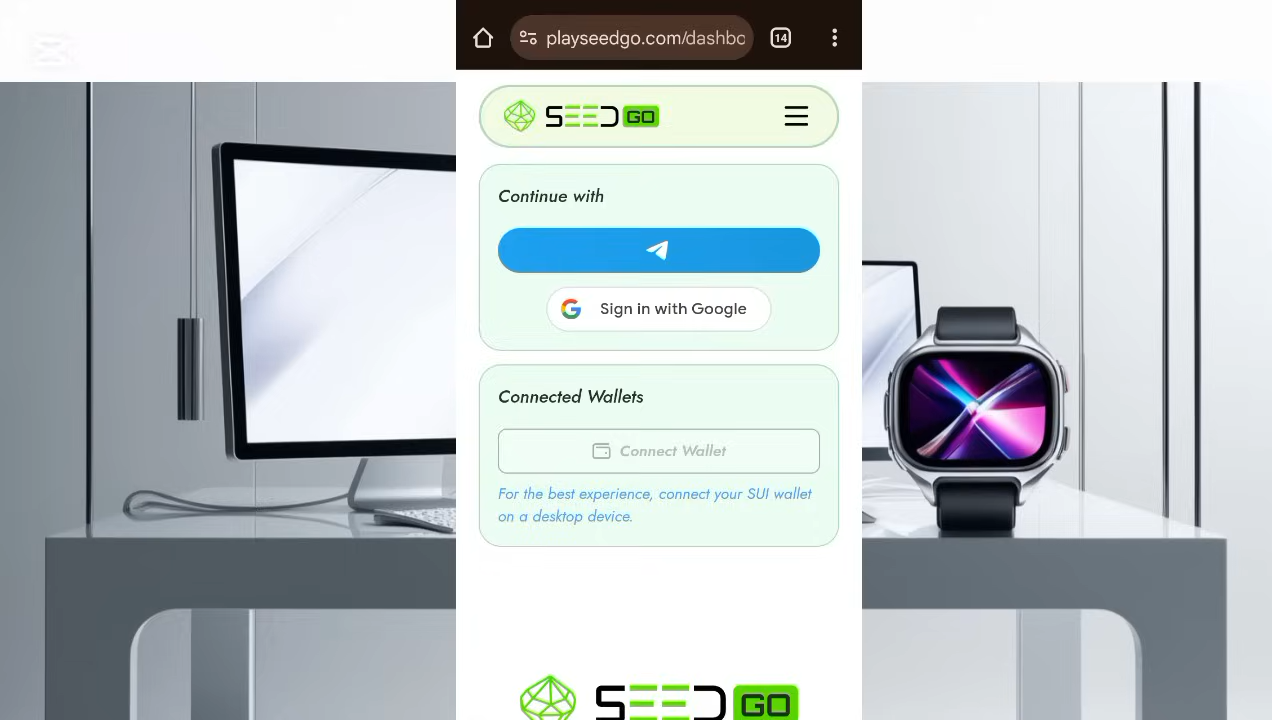 playseedgo.com/dashbo
14
SEED GO
Continue with
Sign in with Google
Connected Wallets
Connect Wallet
For the best experience, connect your SUI wallet
on a desktop device.
SEED GO